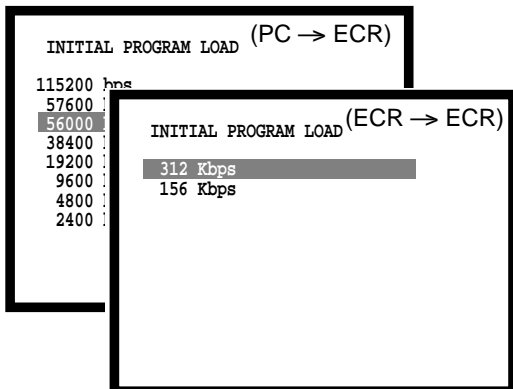 INITIAL PROGRAM LOAD (PC → ECR)
115200 bps
57600
56000
38400
19200
9600
4800
2400
INITIAL PROGRAM LOAD (ECR → ECR)
312 Kbps
156 Kbps